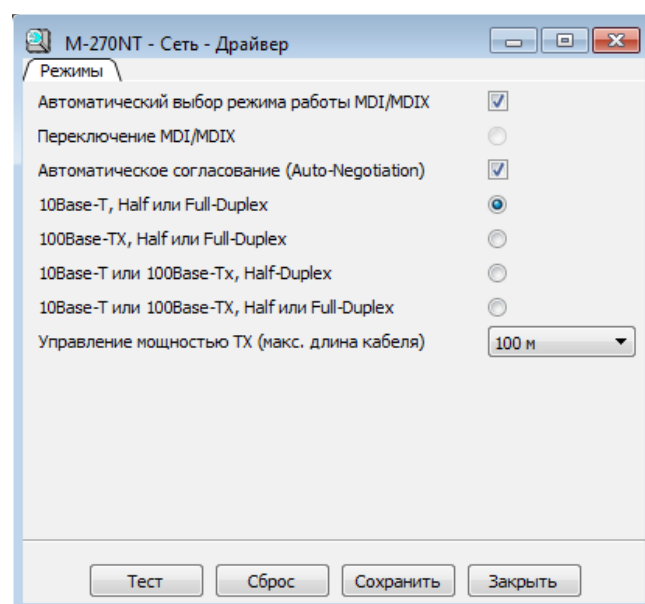 M-270NT - Сеть - Драйвер
Режимы
Автоматический выбор режима работы MDI/MDIX
Переключение MDI/MDIX
Автоматическое согласование (Auto-Negotiation)
10Base-T, Half или Full-Duplex
100Base-TX, Half или Full-Duplex
10Base-T или 100Base-Tx, Half-Duplex
10Base-T или 100Base-TX, Half или Full-Duplex
Управление мощностью TX (макс. длина кабеля) 100 м
Тест Сброс Сохранить Закрыть